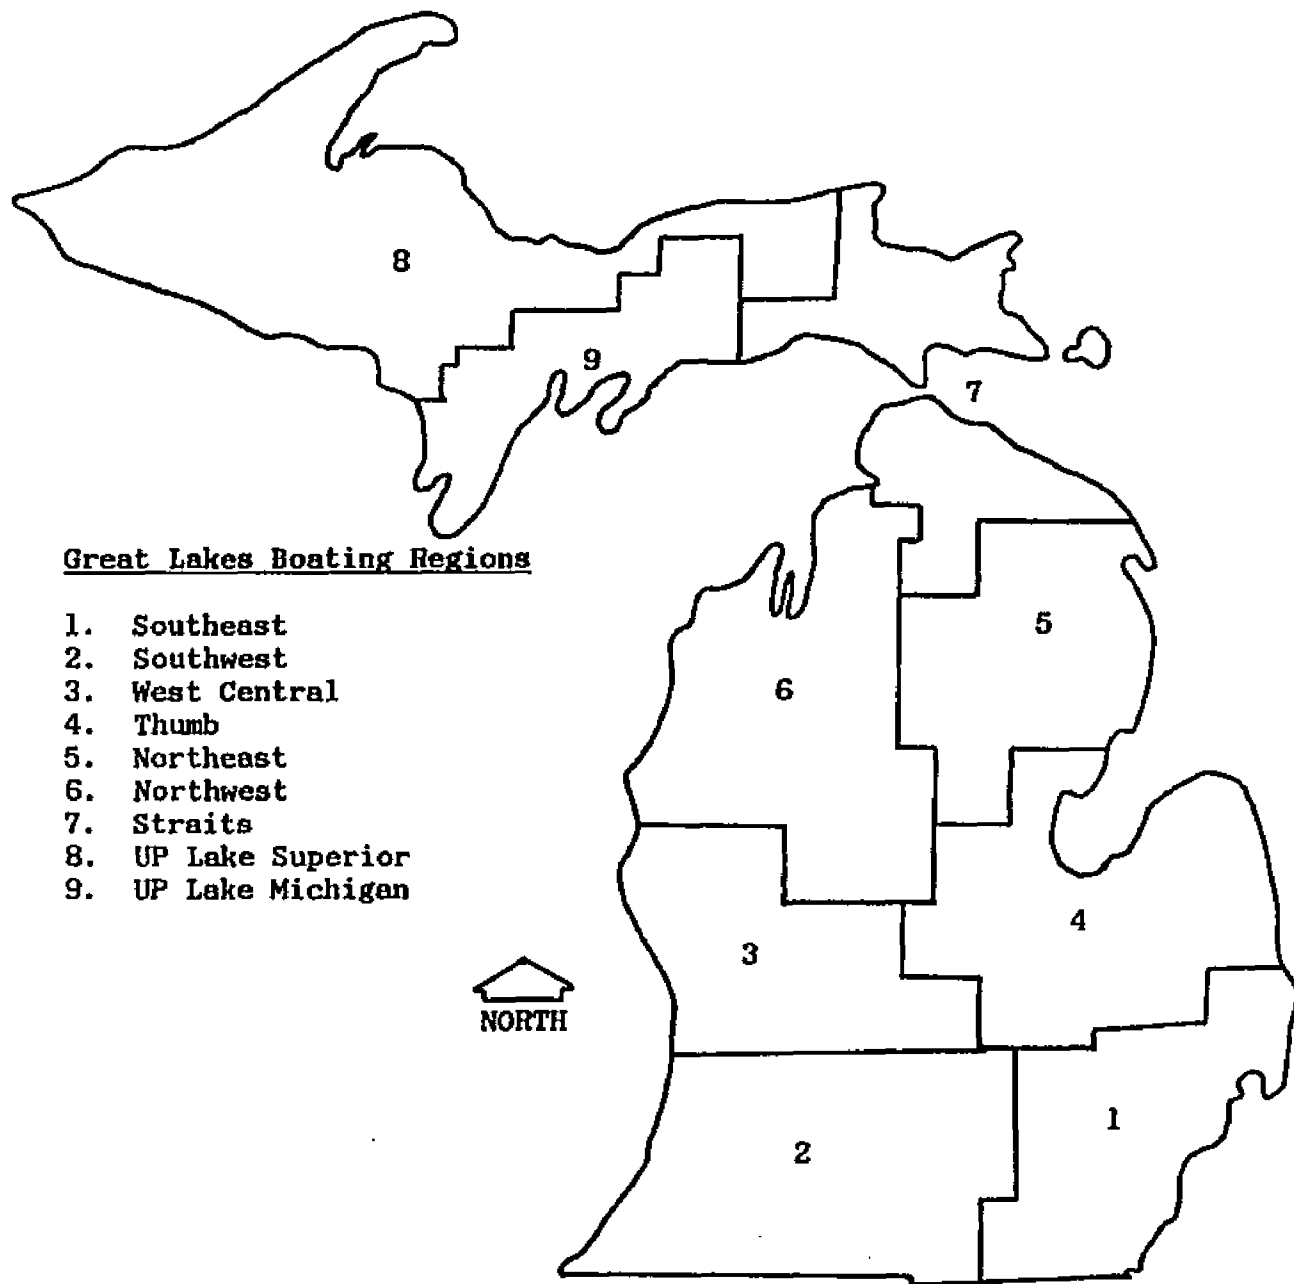 8
9
7
Great Lakes Boating Regions
1. Southeast
2. Southwest
3. West Central
4. Thumb
5. Northeast
6. Northwest
7. Straits
8. UP Lake Superior
9. UP Lake Michigan
5
6
4
3
NORTH
1
2